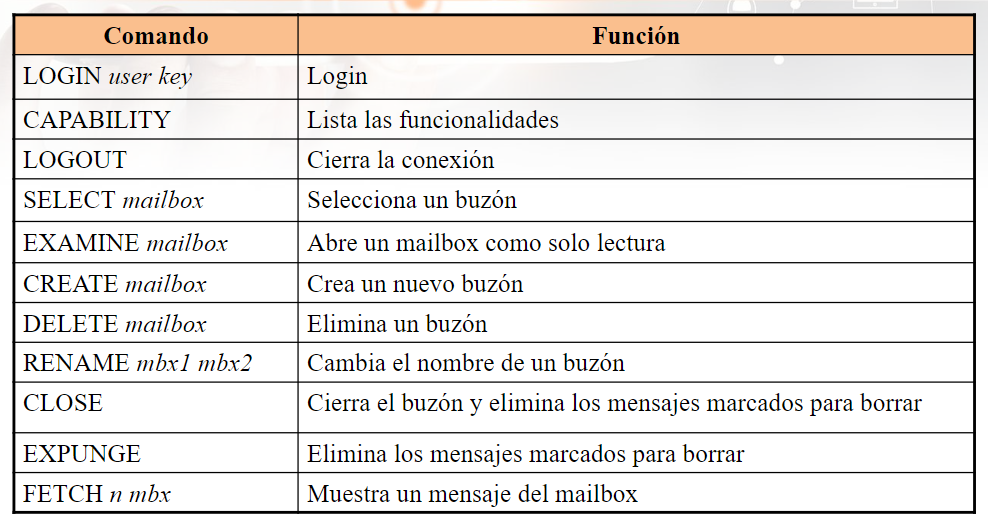 Comando Función
LOGIN user key Login
CAPABILITY Lista las funcionalidades
LOGOUT Cierra la conexión
SELECT mailbox Selecciona un buzón
EXAMINE mailbox Abre un mailbox como solo lectura
CREATE mailbox Crea un nuevo buzón
DELETE mailbox Elimina un buzón
RENAME mbx1 mbx2 Cambia el nombre de un buzón
CLOSE Cierra el buzón y elimina los mensajes marcados para borrar
EXPUNGE Elimina los mensajes marcados para borrar
FETCH n mbx Muestra un mensaje del mailbox